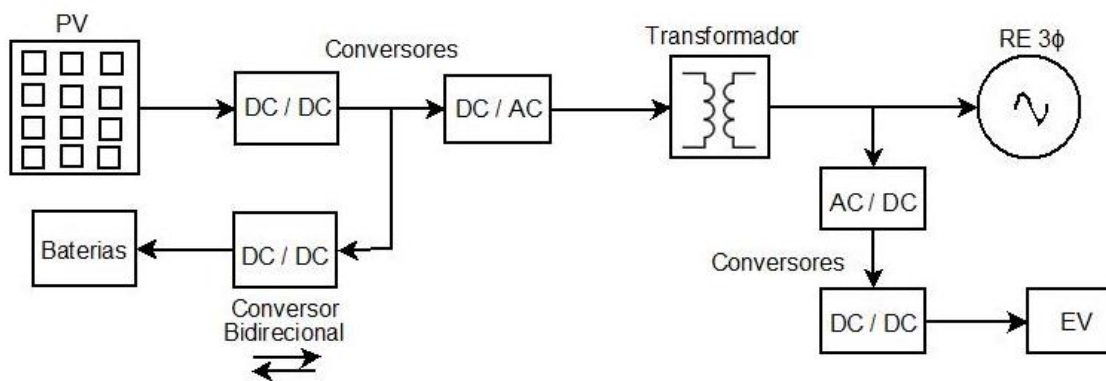 PV
Conversores
Transformador
RE 3ϕ
DC / DC
DC / AC
AC / DC
Baterias
DC / DC
Conversores
Conversor
Bidirecional
DC / DC
EV